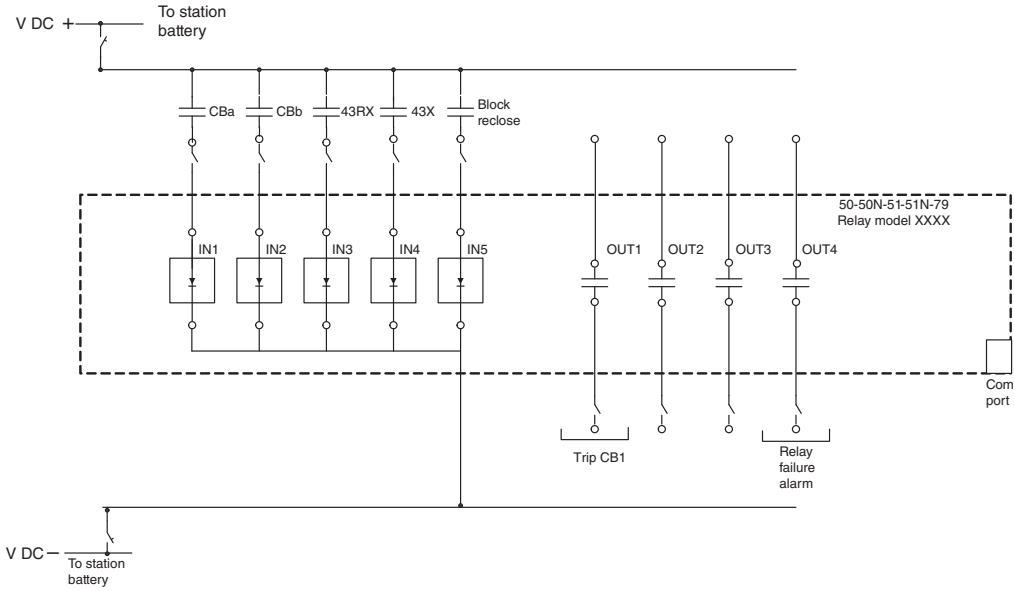 V DC +
To station
battery
CBa
CBb
43RX
43X
Block
reclose
50-50N-51-51N-79
Relay model XXXX
IN1
IN2
IN3
IN4
IN5
OUT1
OUT2
OUT3
OUT4
Com
port
Trip CB1
Relay
failure
alarm
V DC−
To station
battery